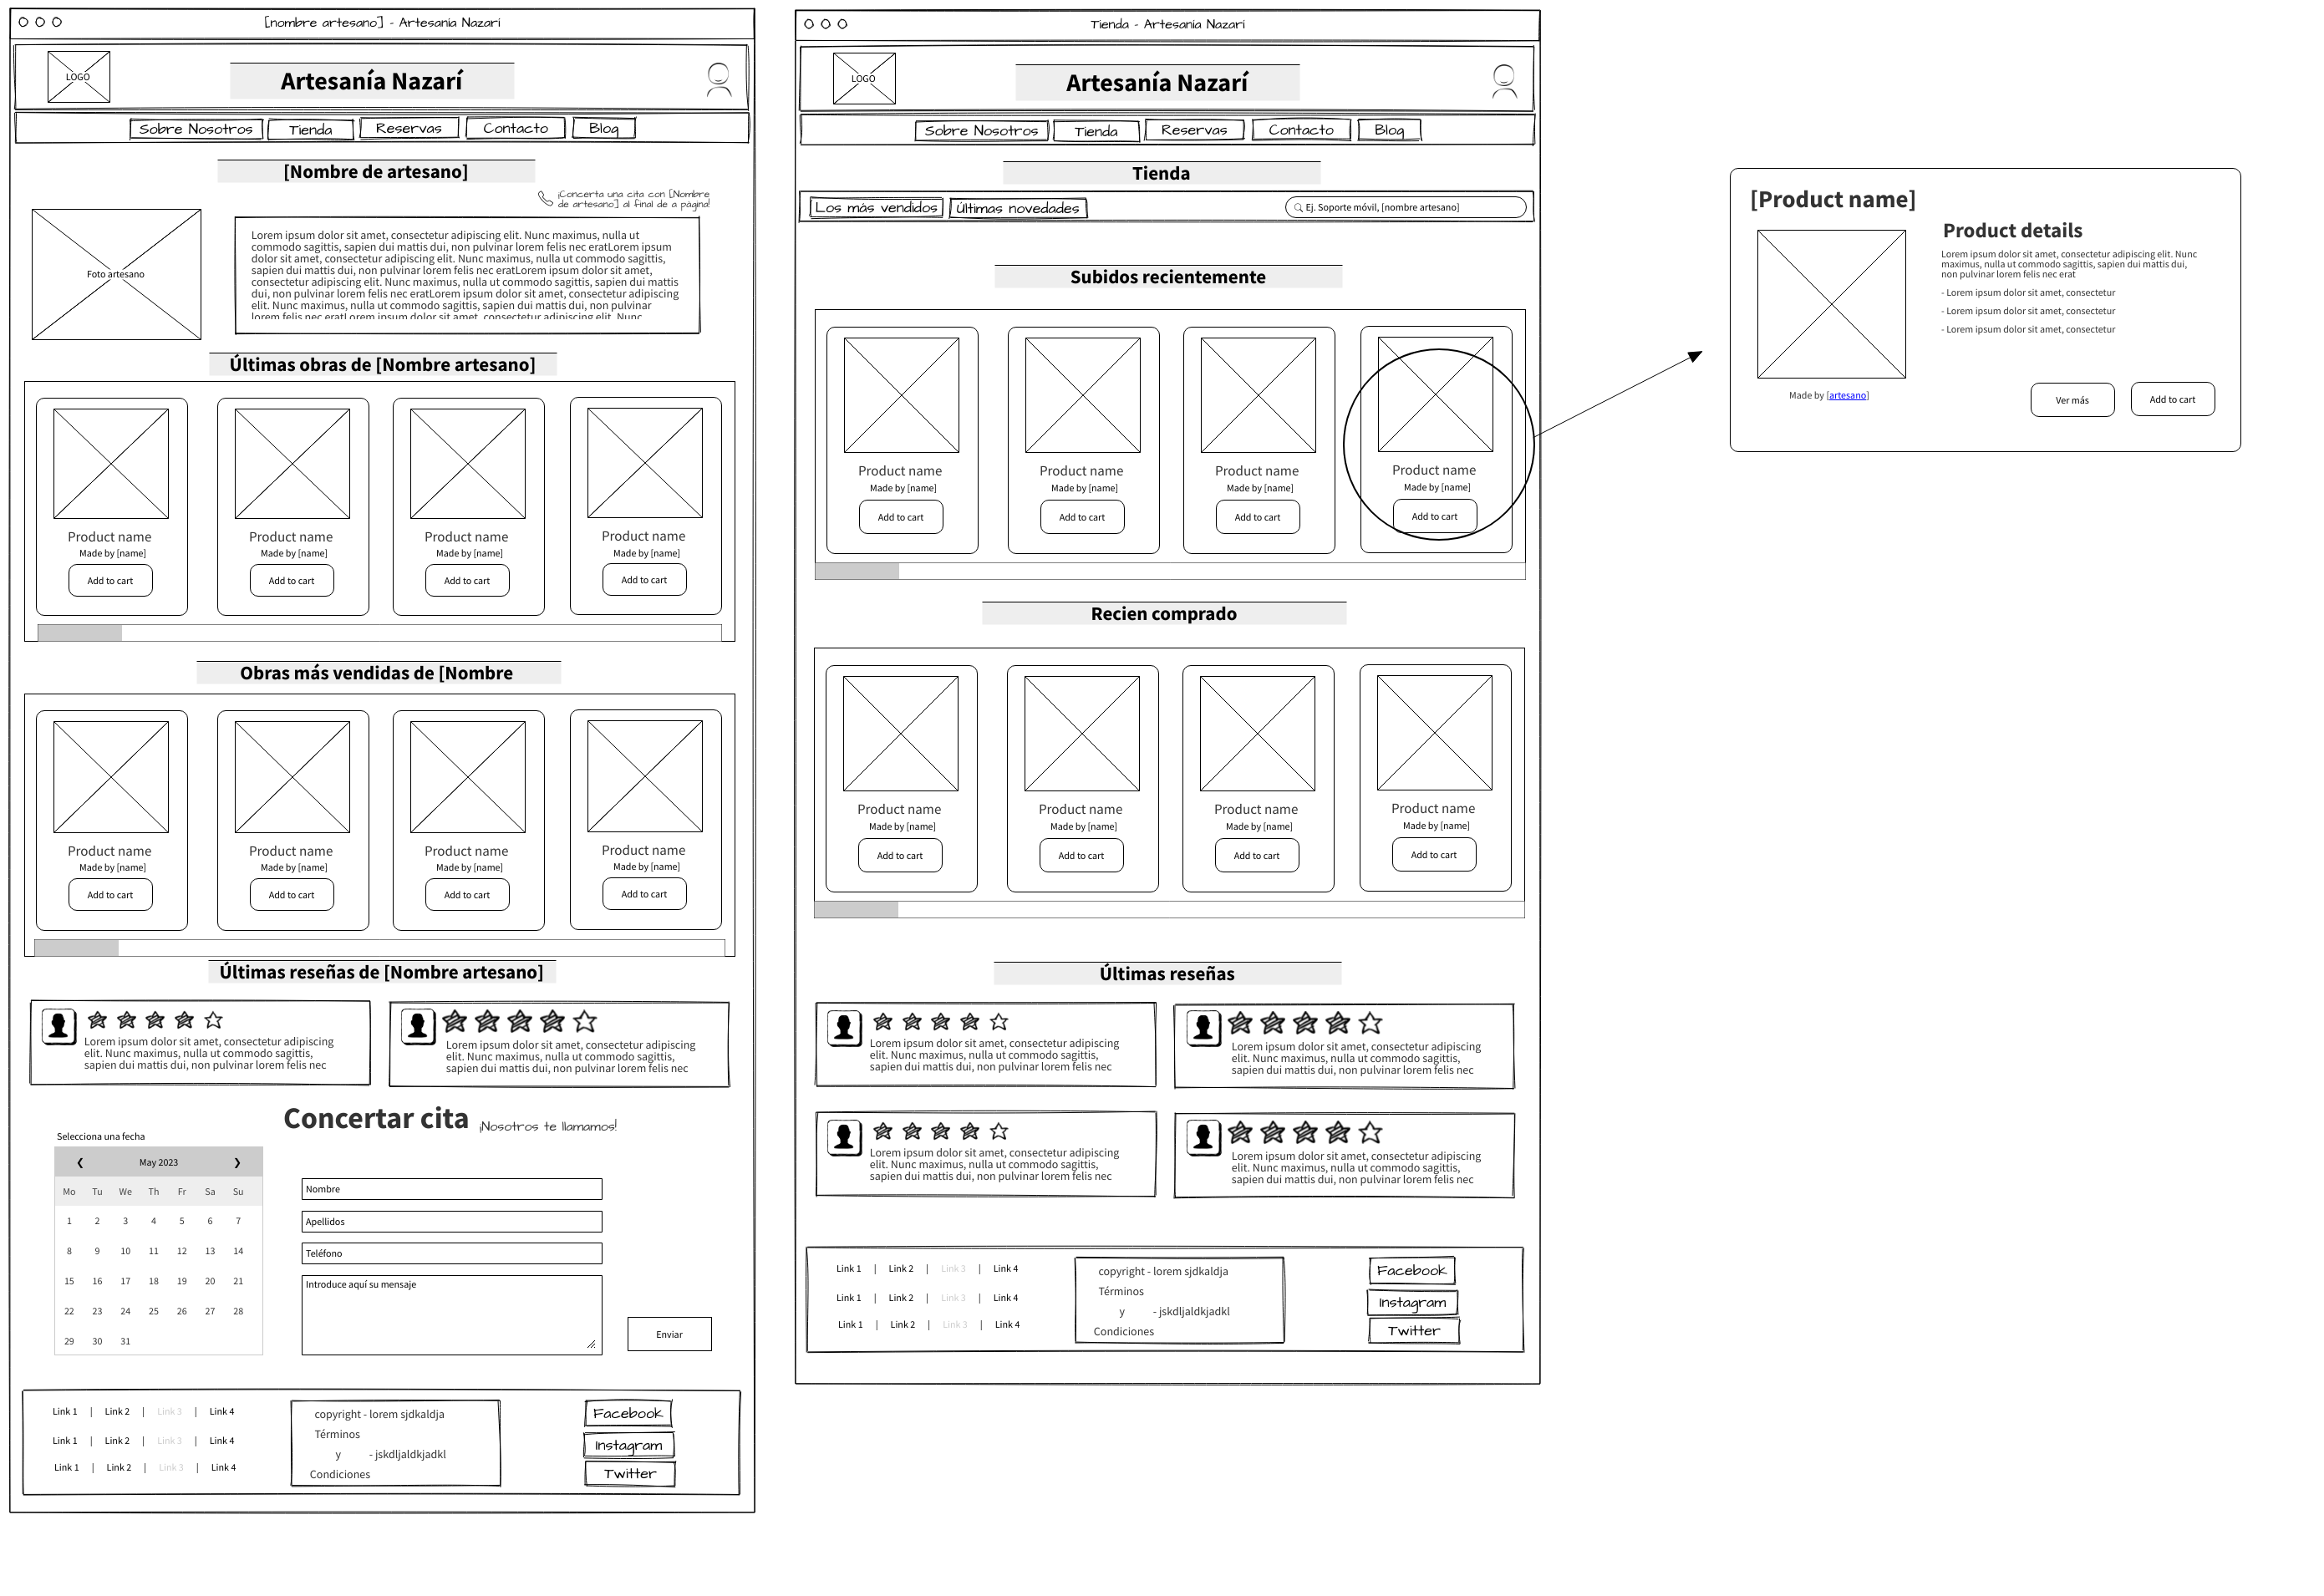 [nombre artesano] - Artesanía Nazarí
LOGO
Artesanía Nazarí
Sobre Nosotros
Tienda
Reservas
Contacto
Blog
[Nombre de artesano]
¡Concerta una cita con [Nombre
de artesano] al final de a página!
Foto artesano
Lorem ipsum dolor sit amet, consectetur adipiscing elit. Nunc maximus, nulla ut
commodo sagittis, sapien dui mattis dui, non pulvinar lorem felis nec eratLorem ipsum
dolor sit amet, consectetur adipiscing elit. Nunc maximus, nulla ut commodo sagittis,
sapien dui mattis dui, non pulvinar lorem felis nec eratLorem ipsum dolor sit amet,
consectetur adipiscing elit. Nunc maximus, nulla ut commodo sagittis, sapien dui mattis
dui, non pulvinar lorem felis nec eratLorem ipsum dolor sit amet, consectetur adipiscing
elit. Nunc maximus, nulla ut commodo sagittis, sapien dui mattis dui, non pulvinar
lorem felis nec eratLorem ipsum dolor sit amet, consectetur adipiscing elit. Nunc
Últimas obras de [Nombre artesano]
Product name
Made by [name]
Add to cart
Product name
Made by [name]
Add to cart
Product name
Made by [name]
Add to cart
Product name
Made by [name]
Add to cart
Obras más vendidas de [Nombre
Product name
Made by [name]
Add to cart
Product name
Made by [name]
Add to cart
Product name
Made by [name]
Add to cart
Product name
Made by [name]
Add to cart
Últimas reseñas de [Nombre artesano]
Lorem ipsum dolor sit amet, consectetur adipiscing
elit. Nunc maximus, nulla ut commodo sagittis,
sapien dui mattis dui, non pulvinar lorem felis nec
Lorem ipsum dolor sit amet, consectetur adipiscing
elit. Nunc maximus, nulla ut commodo sagittis,
sapien dui mattis dui, non pulvinar lorem felis nec
Concertar cita ¡Nosotros te llamamos!
Selecciona una fecha
❮ May 2023 ❯
Mo Tu We Th Fr Sa Su
1 2 3 4 5 6 7
8 9 10 11 12 13 14
15 16 17 18 19 20 21
22 23 24 25 26 27 28
29 30 31
Nombre
Apellidos
Teléfono
Introduce aquí su mensaje
Enviar
Link 1 | Link 2 | Link 3 | Link 4
Link 1 | Link 2 | Link 3 | Link 4
Link 1 | Link 2 | Link 3 | Link 4
copyright - lorem sjdkaldja
Términos
y - jskdljaldkjadkl
Condiciones
Facebook
Instagram
Twitter
Tienda - Artesanía Nazarí
LOGO
Artesanía Nazarí
Sobre Nosotros
Tienda
Reservas
Contacto
Blog
Tienda
Los más vendidos
Últimas novedades
Ej. Soporte móvil, [nombre artesano]
Subidos recientemente
Product name
Made by [name]
Add to cart
Product name
Made by [name]
Add to cart
Product name
Made by [name]
Add to cart
Product name
Made by [name]
Add to cart
Recien comprado
Product name
Made by [name]
Add to cart
Product name
Made by [name]
Add to cart
Product name
Made by [name]
Add to cart
Product name
Made by [name]
Add to cart
Últimas reseñas
Lorem ipsum dolor sit amet, consectetur adipiscing
elit. Nunc maximus, nulla ut commodo sagittis,
sapien dui mattis dui, non pulvinar lorem felis nec
Lorem ipsum dolor sit amet, consectetur adipiscing
elit. Nunc maximus, nulla ut commodo sagittis,
sapien dui mattis dui, non pulvinar lorem felis nec
Lorem ipsum dolor sit amet, consectetur adipiscing
elit. Nunc maximus, nulla ut commodo sagittis,
sapien dui mattis dui, non pulvinar lorem felis nec
Lorem ipsum dolor sit amet, consectetur adipiscing
elit. Nunc maximus, nulla ut commodo sagittis,
sapien dui mattis dui, non pulvinar lorem felis nec
Link 1 | Link 2 | Link 3 | Link 4
Link 1 | Link 2 | Link 3 | Link 4
Link 1 | Link 2 | Link 3 | Link 4
copyright - lorem sjdkaldja
Términos
y - jskdljaldkjadkl
Condiciones
Facebook
Instagram
Twitter
[Product name]
Product details
Lorem ipsum dolor sit amet, consectetur adipiscing elit. Nunc
maximus, nulla ut commodo sagittis, sapien dui mattis dui,
non pulvinar lorem felis nec erat
- Lorem ipsum dolor sit amet, consectetur
- Lorem ipsum dolor sit amet, consectetur
- Lorem ipsum dolor sit amet, consectetur
Made by [artesano]
Ver más
Add to cart